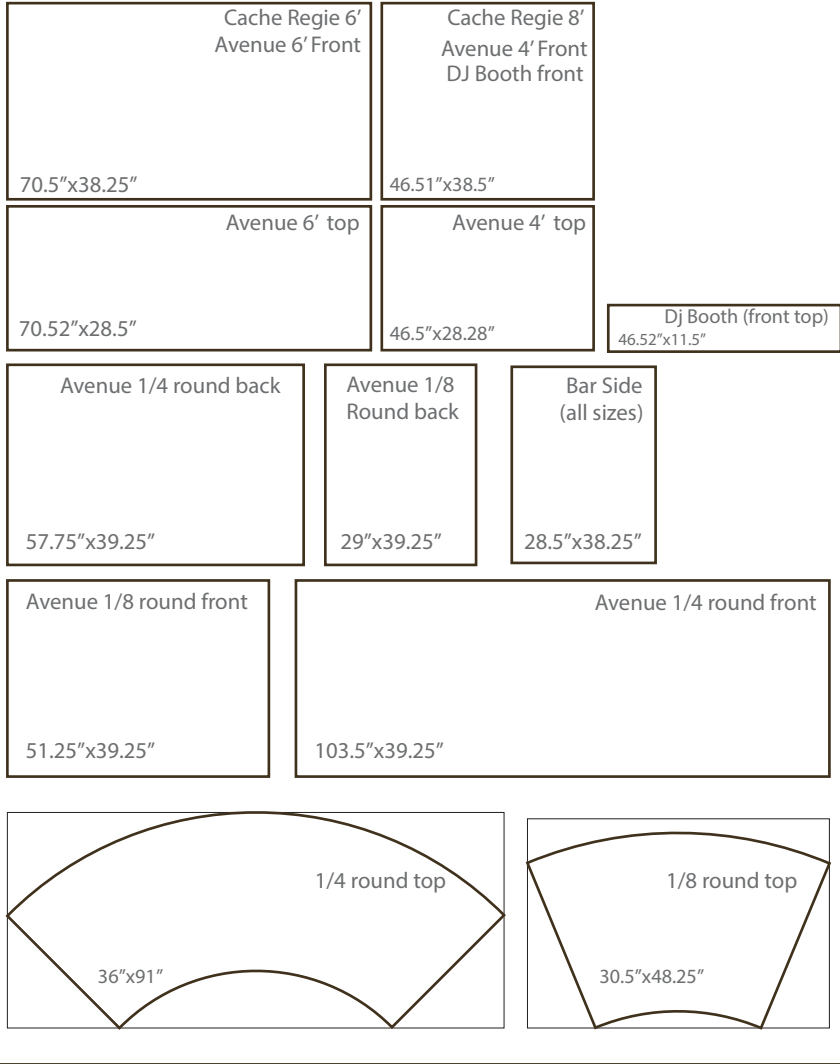 Cache Regie 6’
Avenue 6’ Front
70.5”x38.25”
Cache Regie 8’
Avenue 4’ Front
DJ Booth front
46.51”x38.5”
Avenue 6’ top
70.52”x28.5”
Avenue 4’ top
46.5”x28.28”
Dj Booth (front top)
46.52”x11.5”
Avenue 1/4 round back
57.75”x39.25”
Avenue 1/8
Round back
29”x39.25”
Bar Side
(all sizes)
28.5”x38.25”
Avenue 1/8 round front
51.25”x39.25”
Avenue 1/4 round front
103.5”x39.25”
1/4 round top
36”x91”
1/8 round top
30.5”x48.25”